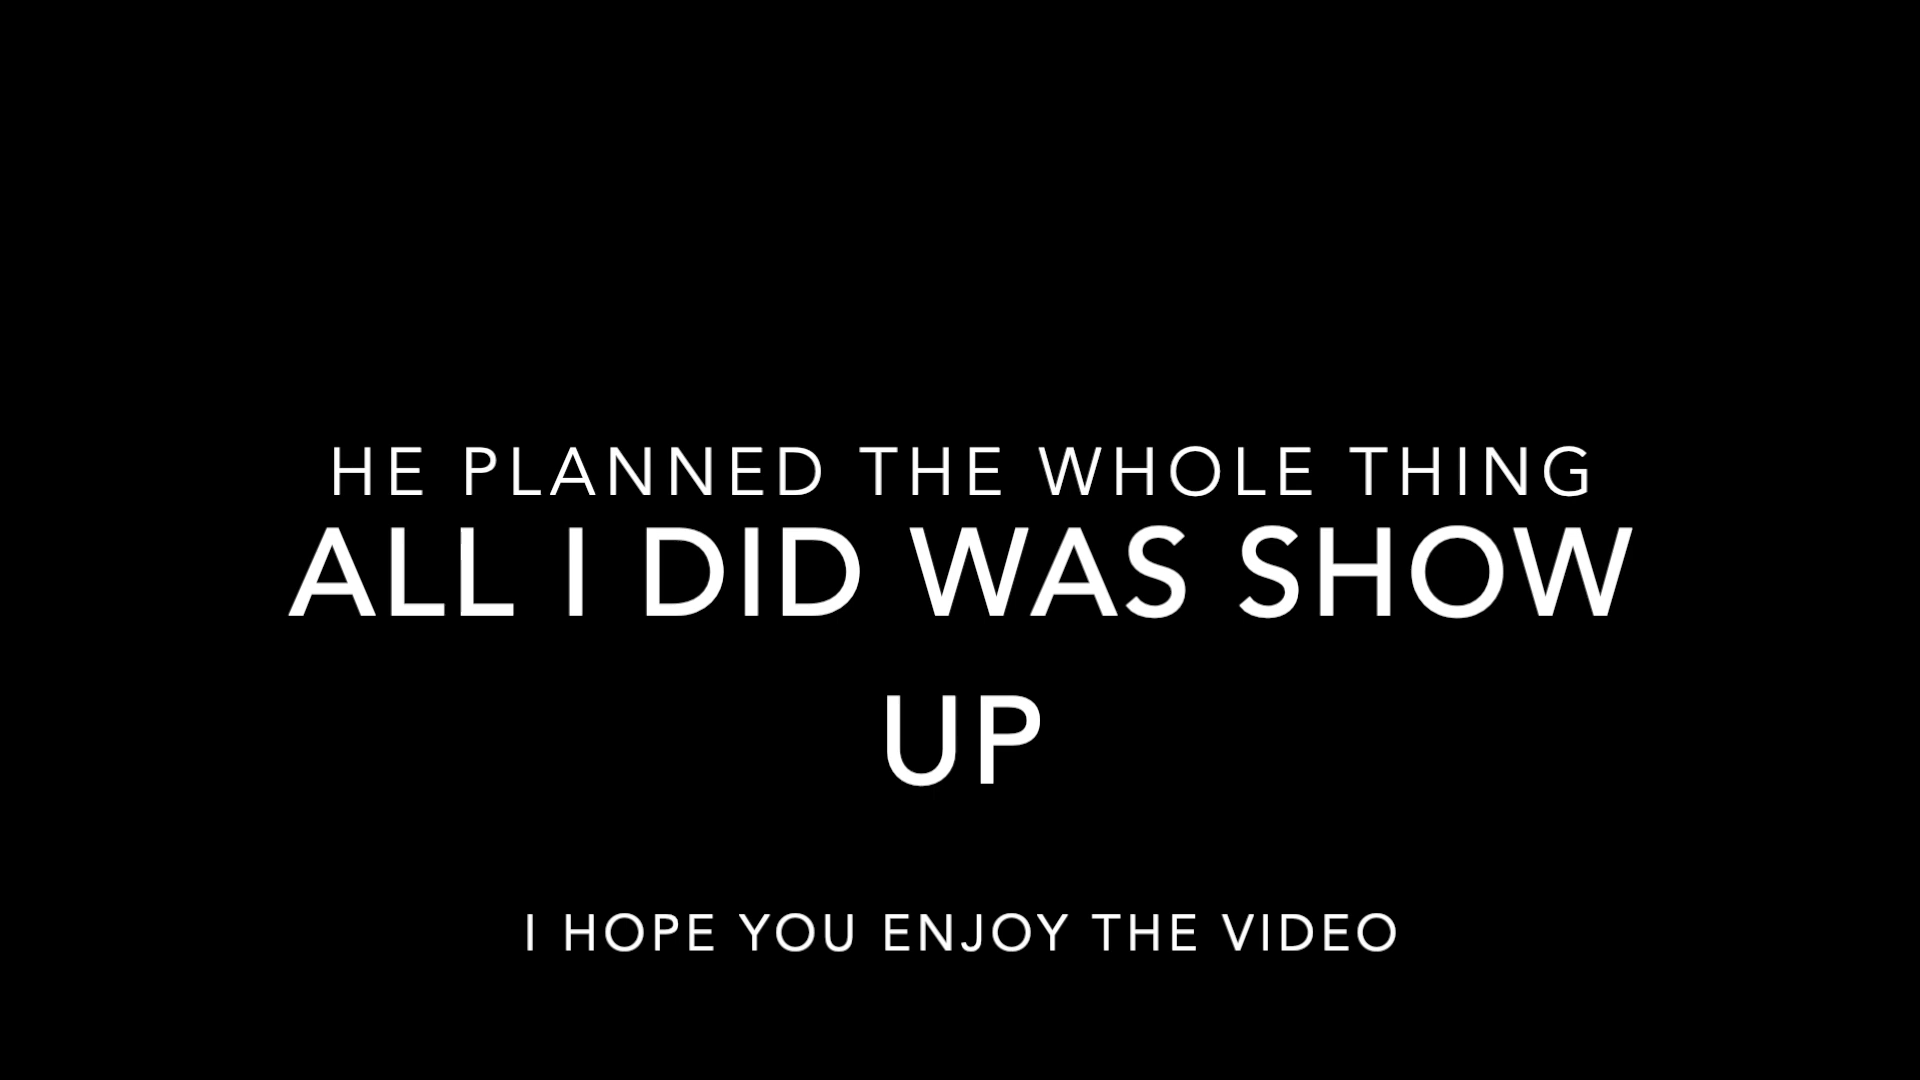 HE PLANNED THE WHOLE THING
ALL I DID WAS SHOW
UP
I HOPE YOU ENJOY THE VIDEO